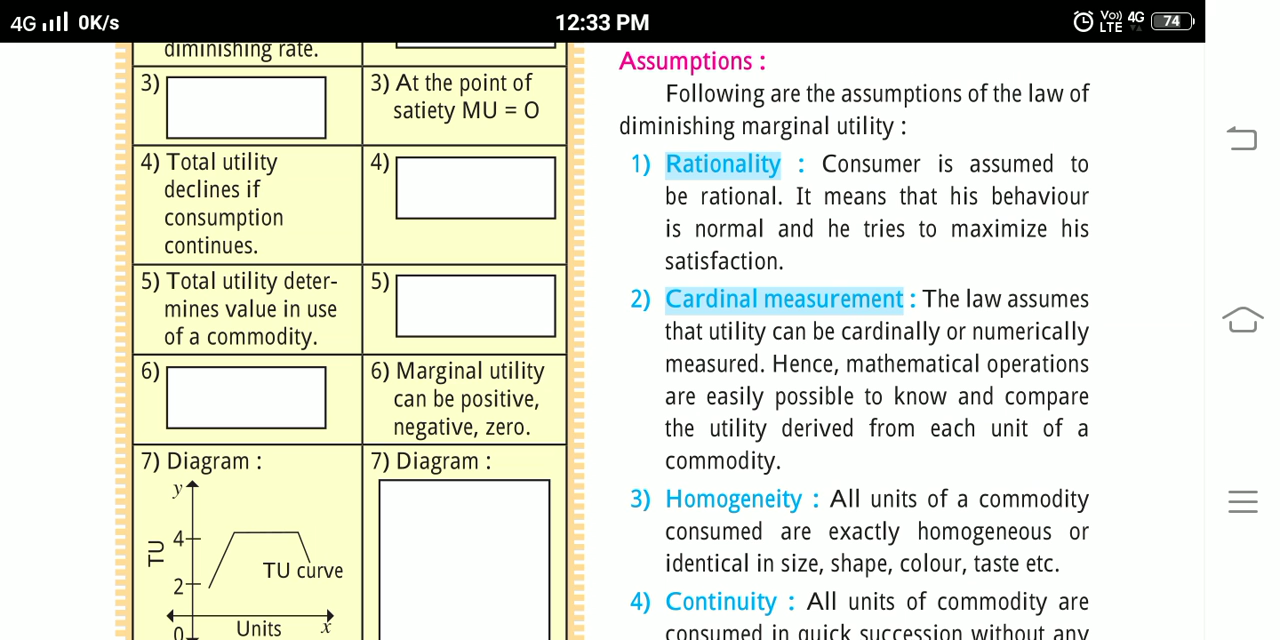 4G 0K/s 12:33 PM Vo) LTE 4G 74
diminishing rate.
3)
3) At the point of
satiety MU = O
4) Total utility
declines if
consumption
continues.
4)
5) Total utility deter-
mines value in use
of a commodity.
5)
6)
6) Marginal utility
can be positive,
negative, zero.
7) Diagram :
y
TU
4
2
0
TU curve
Units x
7) Diagram :
Assumptions :
Following are the assumptions of the law of
diminishing marginal utility :
1) Rationality : Consumer is assumed to
be rational. It means that his behaviour
is normal and he tries to maximize his
satisfaction.
2) Cardinal measurement : The law assumes
that utility can be cardinally or numerically
measured. Hence, mathematical operations
are easily possible to know and compare
the utility derived from each unit of a
commodity.
3) Homogeneity : All units of a commodity
consumed are exactly homogeneous or
identical in size, shape, colour, taste etc.
4) Continuity : All units of commodity are
consumed in quick succession without any